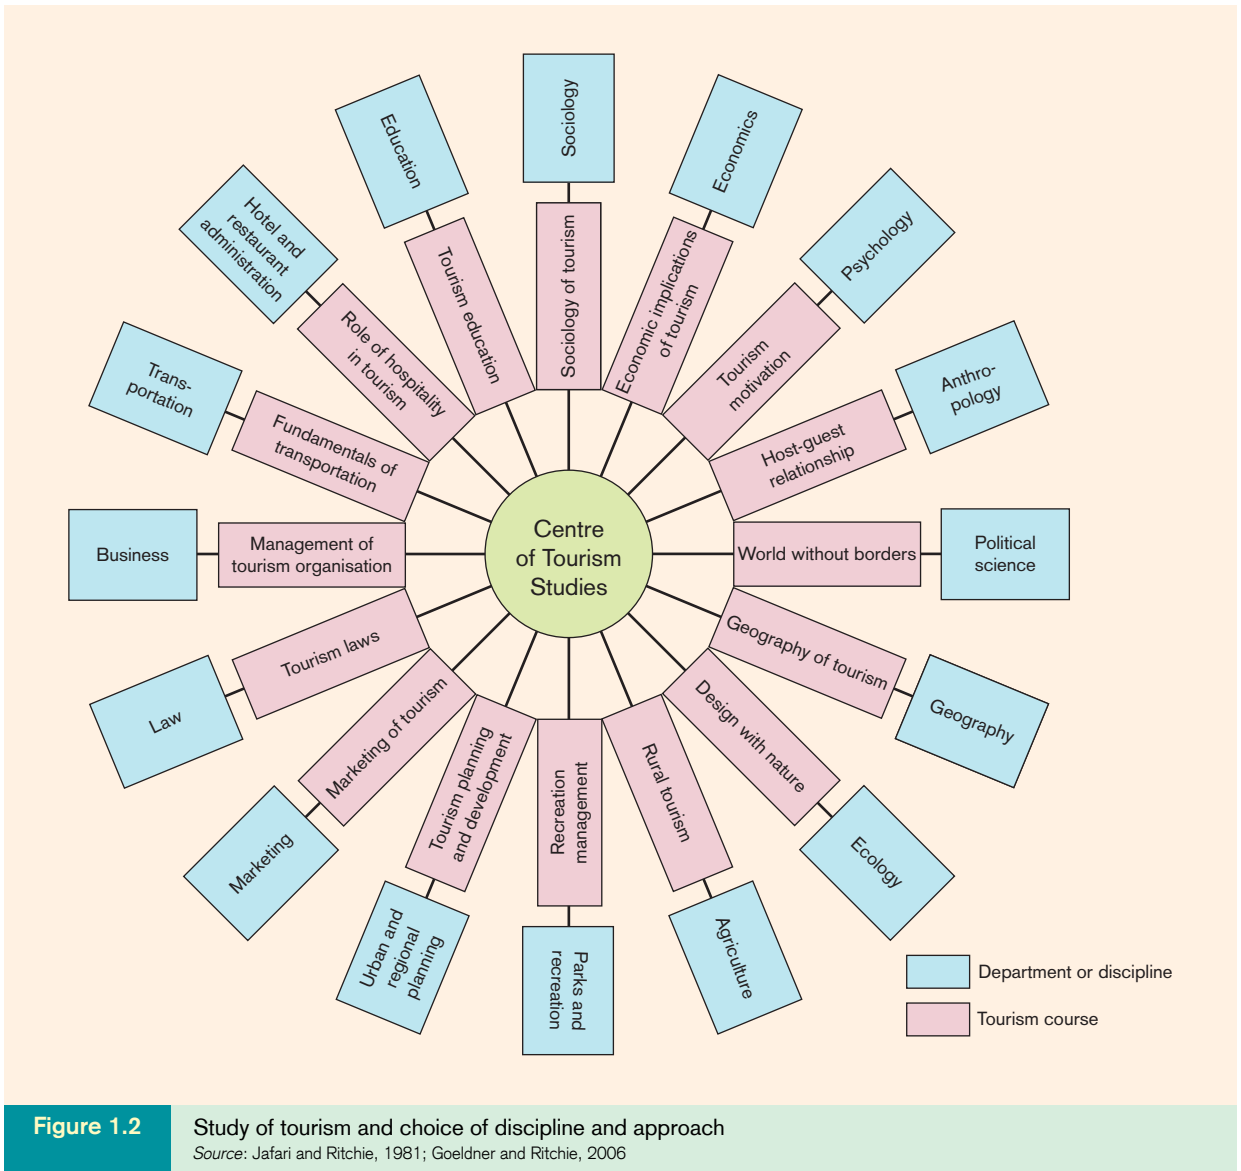 Sociology
Sociology of tourism
Economics
Economic implications
of tourism
Psychology
Tourism
motivation
Anthro-
pology
Host-guest
relationship
Political
science
World without borders
Geography
Geography of tourism
Ecology
Design with nature
Agriculture
Rural tourism
Parks and
recreation
Recreation
management
Urban and
regional
planning
Tourism planning
and development
Marketing
Marketing of tourism
Law
Tourism laws
Business
Management of
tourism organisation
Trans-
portation
Fundamentals of
transportation
Hotel and
restaurant
administration
Role of hospitality
in tourism
Education
Tourism education
Centre
of Tourism
Studies
Department or discipline
Tourism course
Figure 1.2
Study of tourism and choice of discipline and approach
Source: Jafari and Ritchie, 1981; Goeldner and Ritchie, 2006